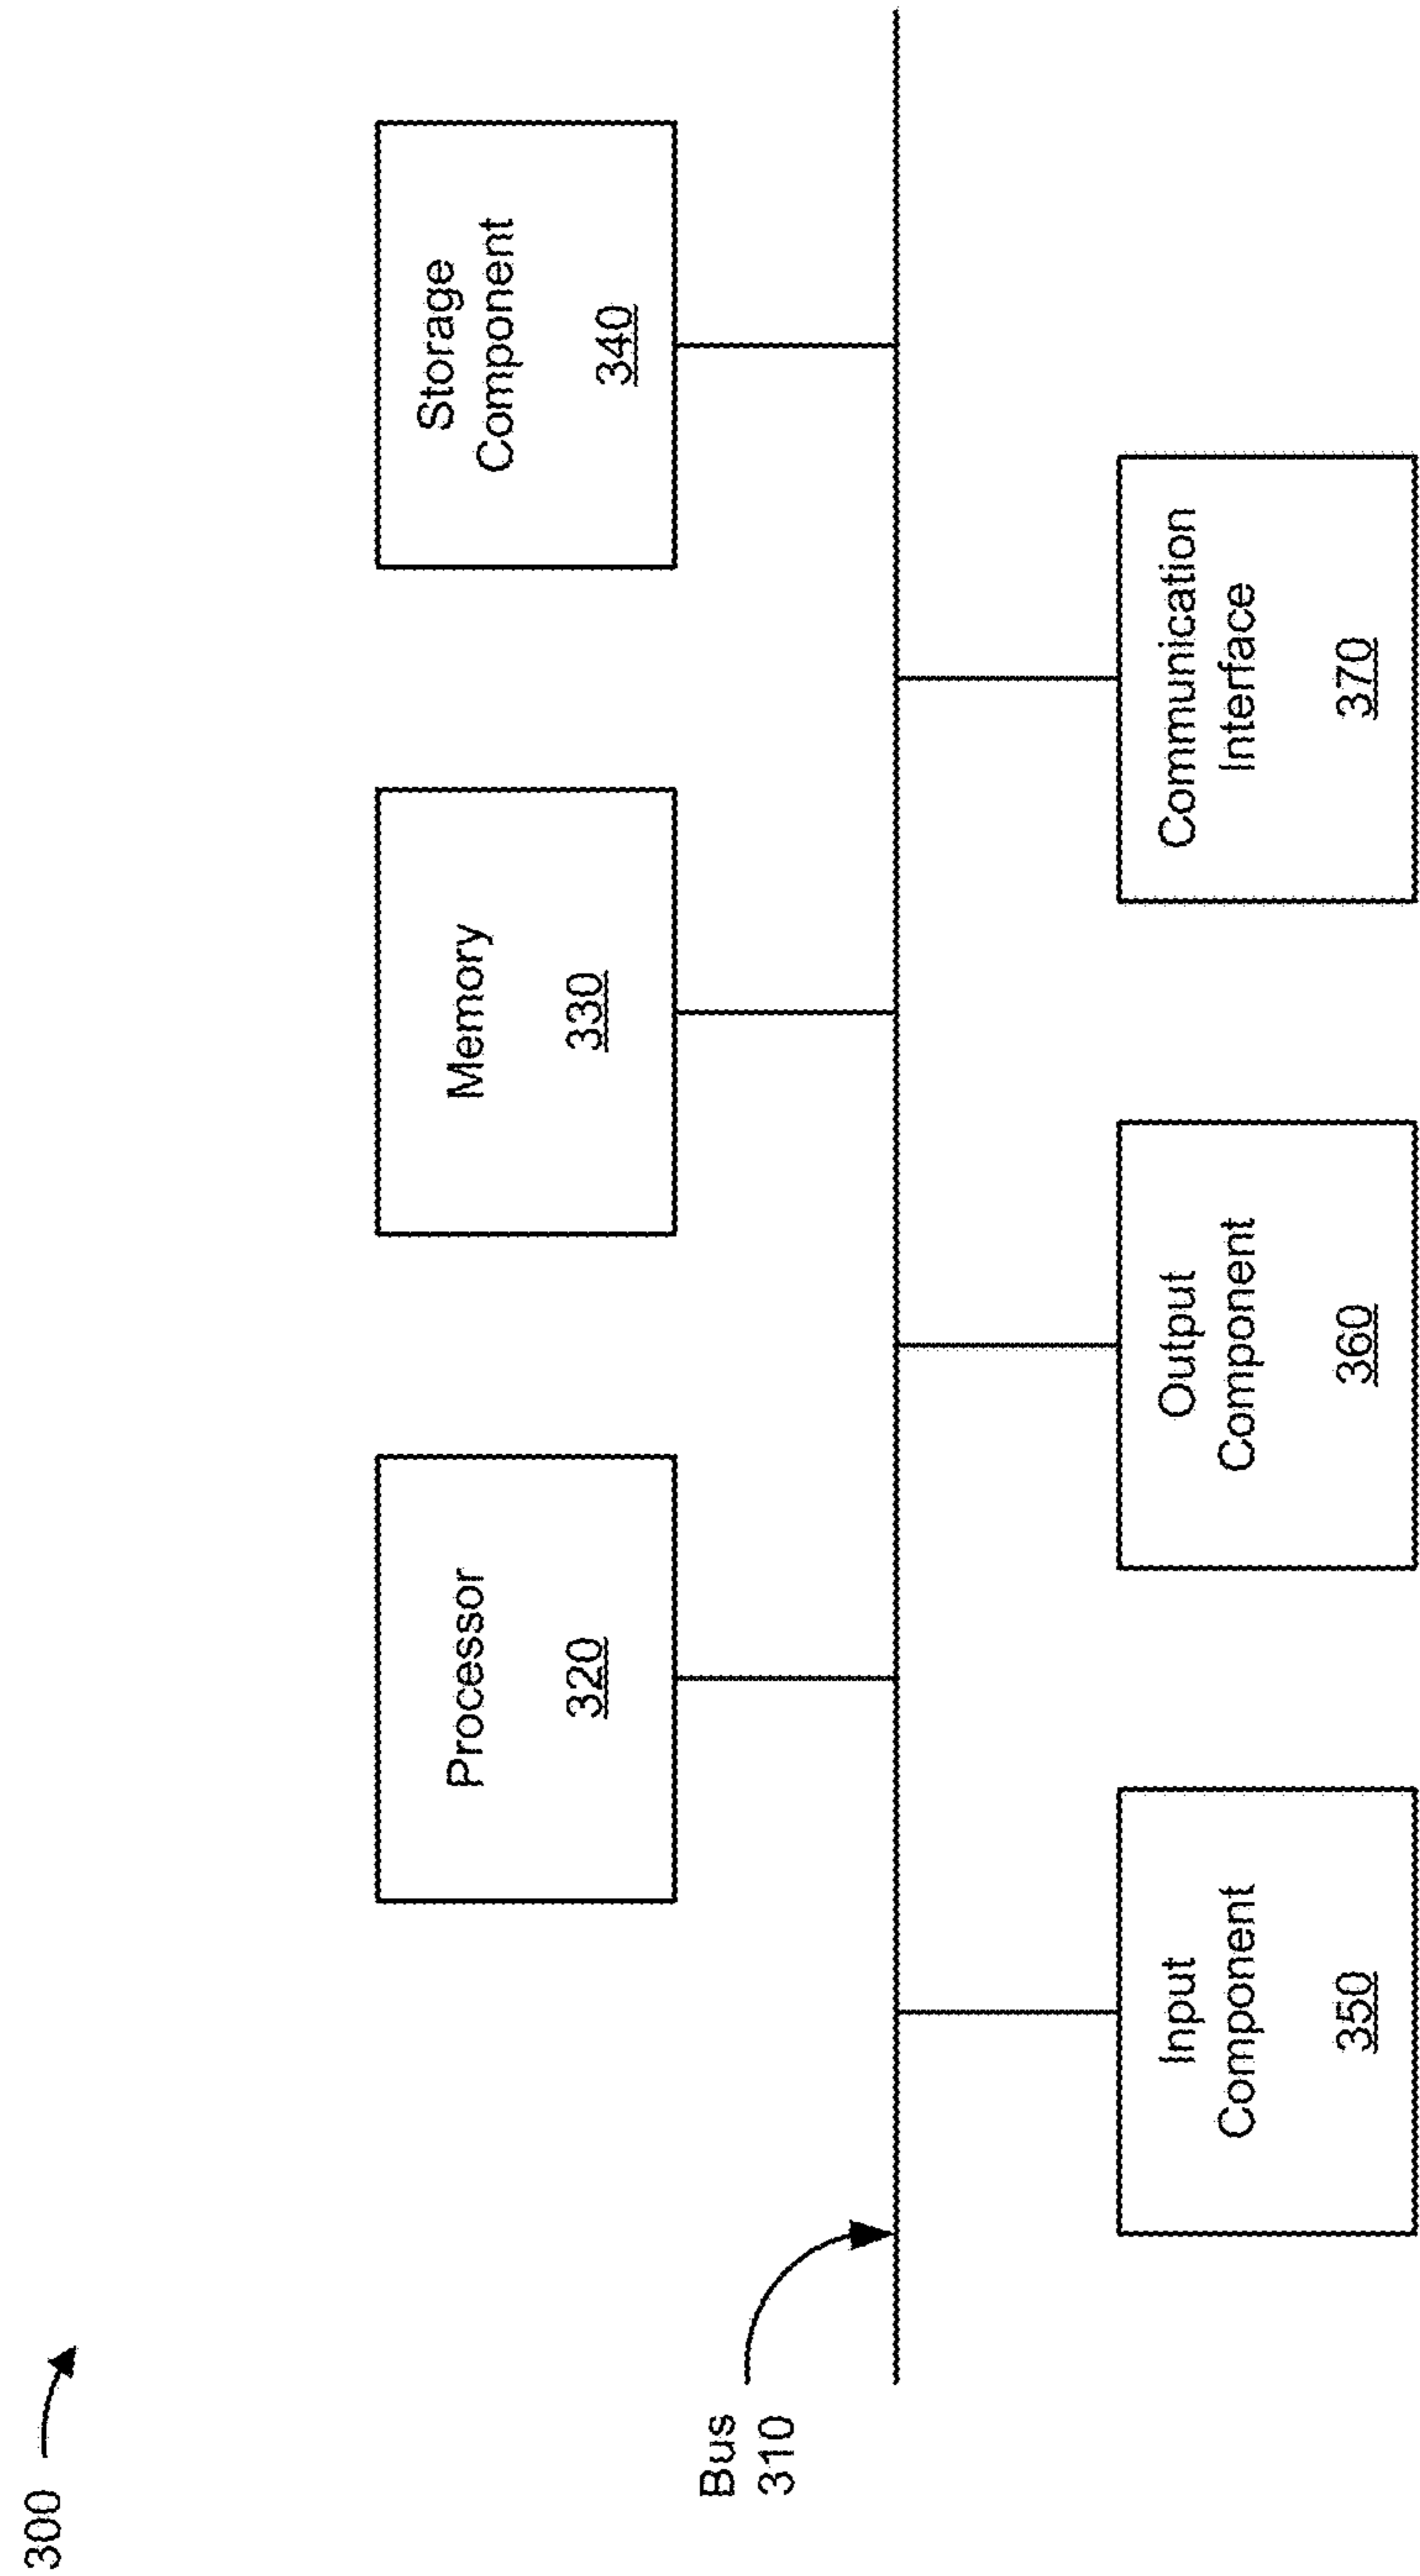 300
Processor
320
Memory
330
Storage
Component
340
Bus
310
Input
Component
350
Output
Component
360
Communication
Interface
370